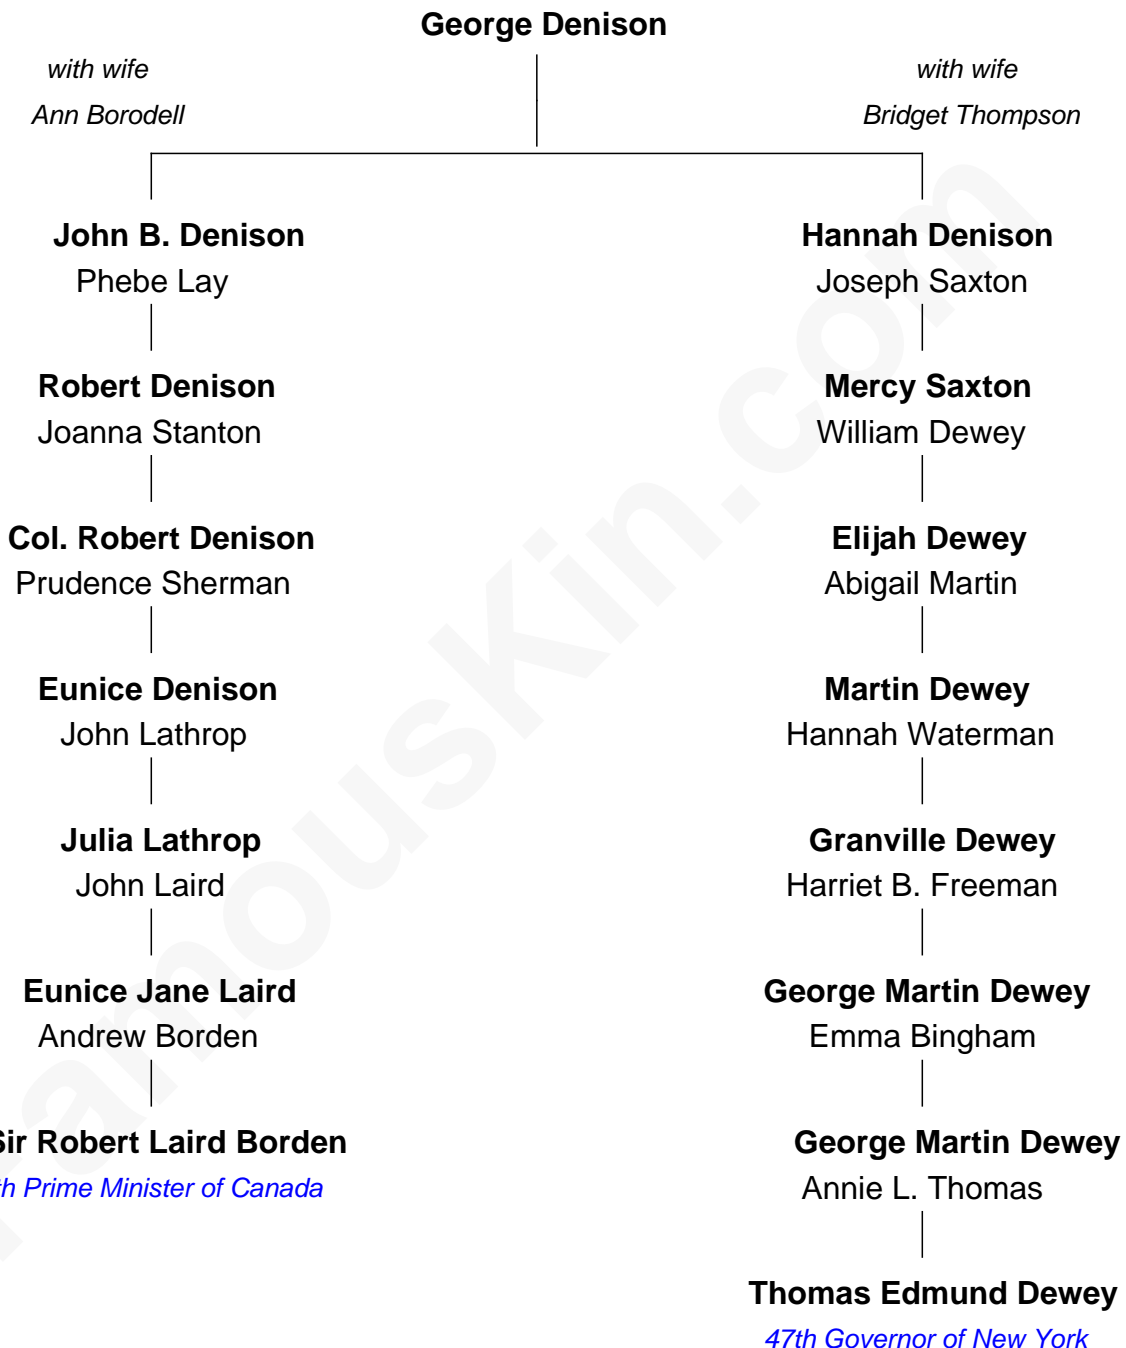 George Denison
with wife
Ann Borodell
with wife
Bridget Thompson
John B. Denison
Phebe Lay
Hannah Denison
Joseph Saxton
Robert Denison
Joanna Stanton
Mercy Saxton
William Dewey
Col. Robert Denison
Prudence Sherman
Elijah Dewey
Abigail Martin
Eunice Denison
John Lathrop
Martin Dewey
Hannah Waterman
Julia Lathrop
John Laird
Granville Dewey
Harriet B. Freeman
Eunice Jane Laird
Andrew Borden
George Martin Dewey
Emma Bingham
Sir Robert Laird Borden
th Prime Minister of Canada
George Martin Dewey
Annie L. Thomas
Thomas Edmund Dewey
47th Governor of New York
FamousKin.com